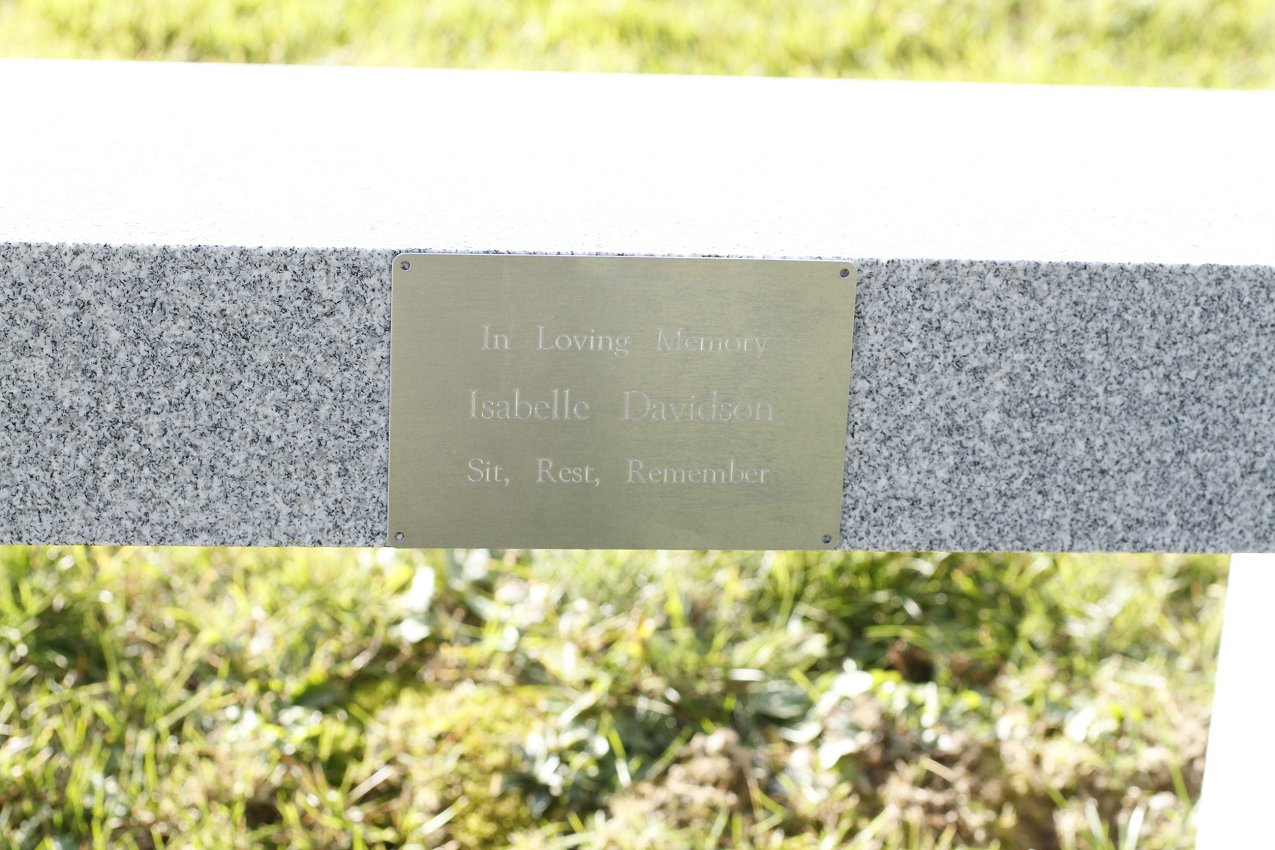 In Loving Memory
Isabelle Davidson
Sit, Rest, Remember